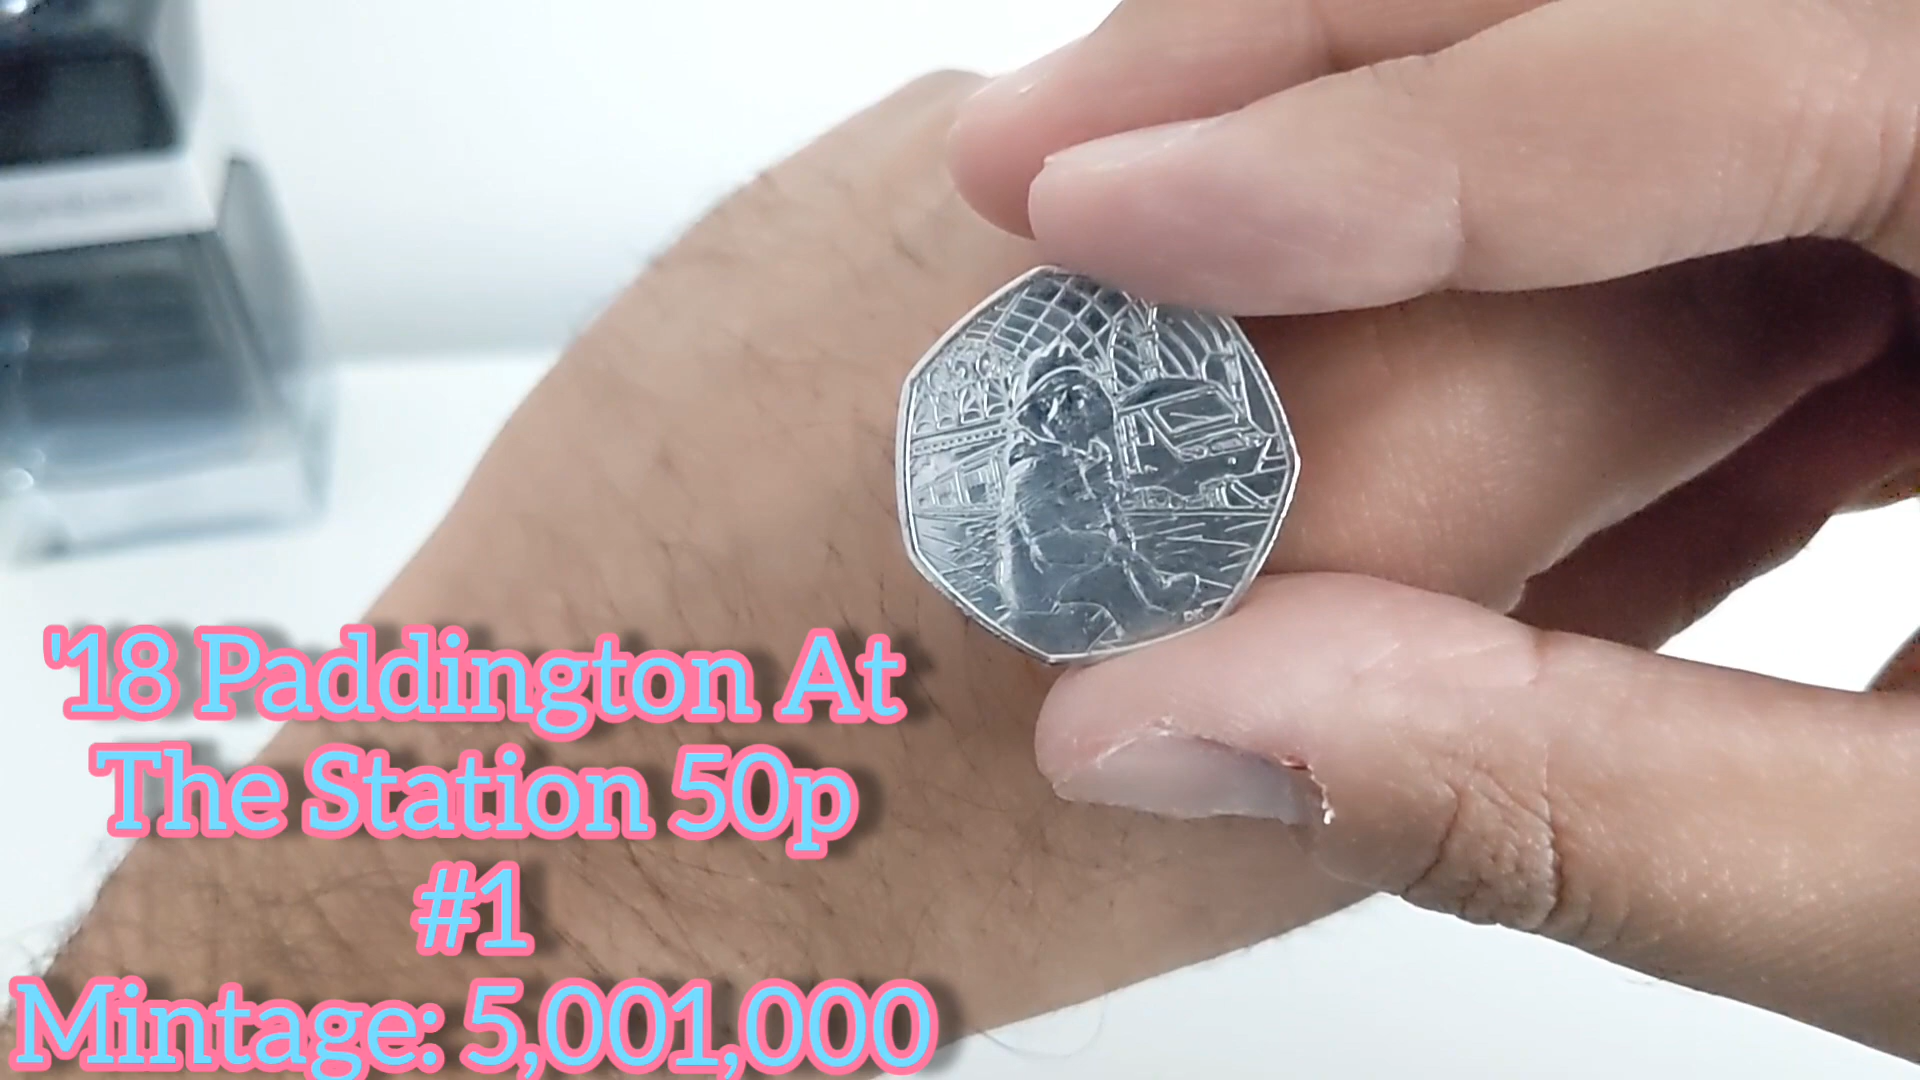 '18 Paddington At
The Station 50p
#1
Mintage: 5,001,000